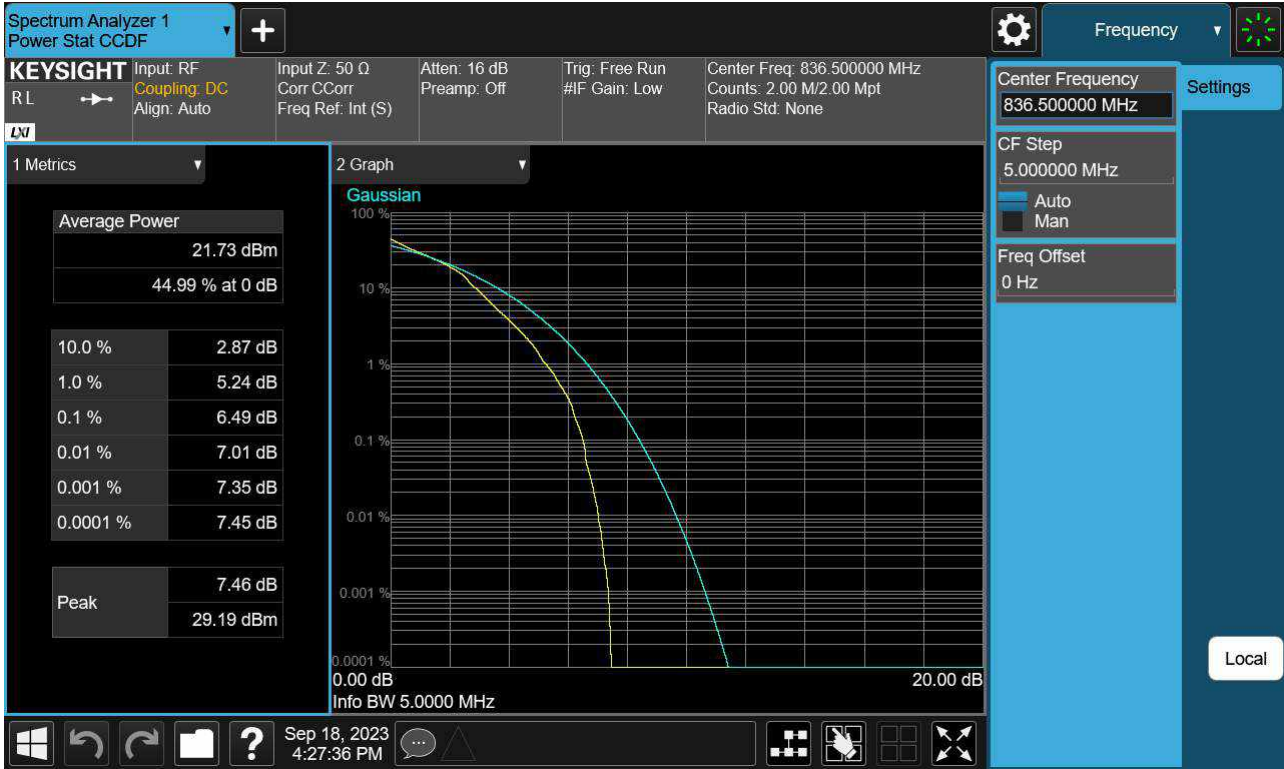 Spectrum Analyzer 1
Power Stat CCDF
Frequency
KEYSIGHT
RL
LXI
Input: RF
Coupling: DC
Align: Auto
Input Z: 50 Ω
Corr CCorr
Freq Ref: Int (S)
Atten: 16 dB
Preamp: Off
Trig: Free Run
#IF Gain: Low
Center Freq: 836.500000 MHz
Counts: 2.00 M/2.00 Mpt
Radio Std: None
Center Frequency
836.500000 MHz
Settings
CF Step
5.000000 MHz
Auto
Man
Freq Offset
0 Hz
Local
1 Metrics
Average Power
21.73 dBm
44.99 % at 0 dB
10.0 % 2.87 dB
1.0 % 5.24 dB
0.1 % 6.49 dB
0.01 % 7.01 dB
0.001 % 7.35 dB
0.0001 % 7.45 dB
Peak
7.46 dB
29.19 dBm
2 Graph
Gaussian
100 %
10 %
1 %
0.1 %
0.01 %
0.001 %
0.0001 %
0.00 dB 20.00 dB
Info BW 5.0000 MHz
?
Sep 18, 2023
4:27:36 PM